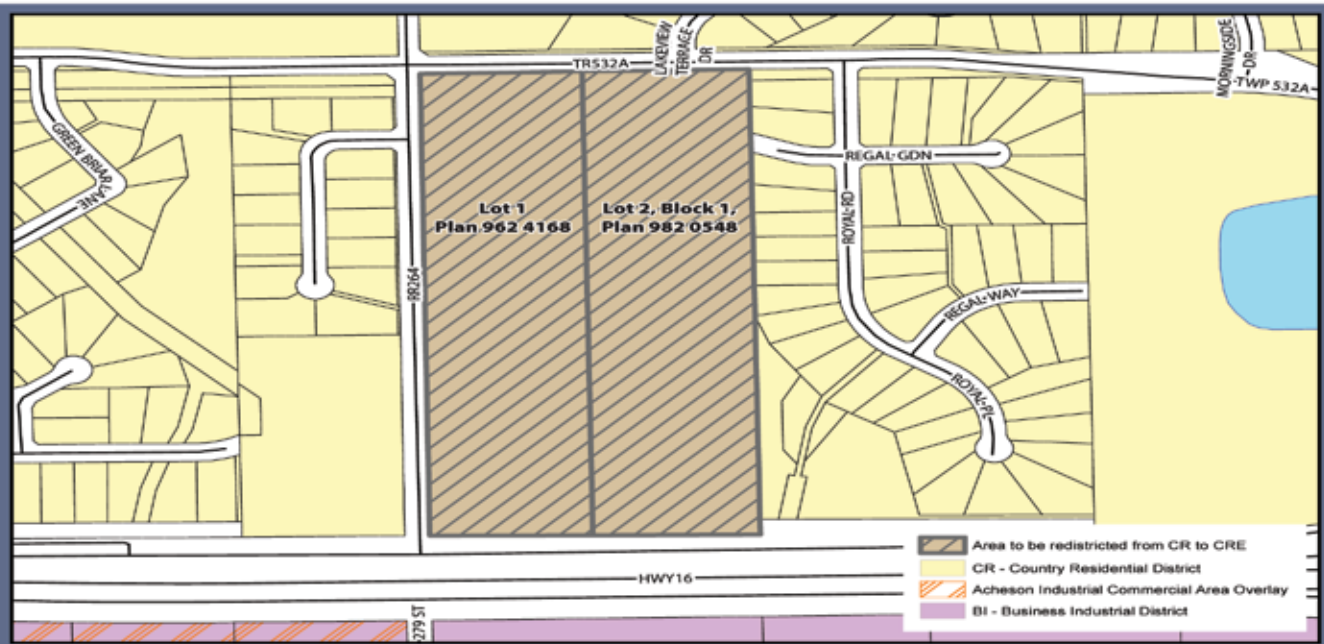 LAKEVIEW
TERRACE
DR
MORNINGSIDE
DR
TR532A
TWP 532A
GREEN BRIAR LANE
REGAL GDN
Lot 1
Plan 962 4168
Lot 2, Block 1,
Plan 982 0548
ROYAL RD
RR264
REGAL WAY
ROYAL PL
HWY16
279 ST
Area to be redistricted from CR to CRE
CR - Country Residential District
Acheson Industrial Commercial Area Overlay
BI - Business Industrial District